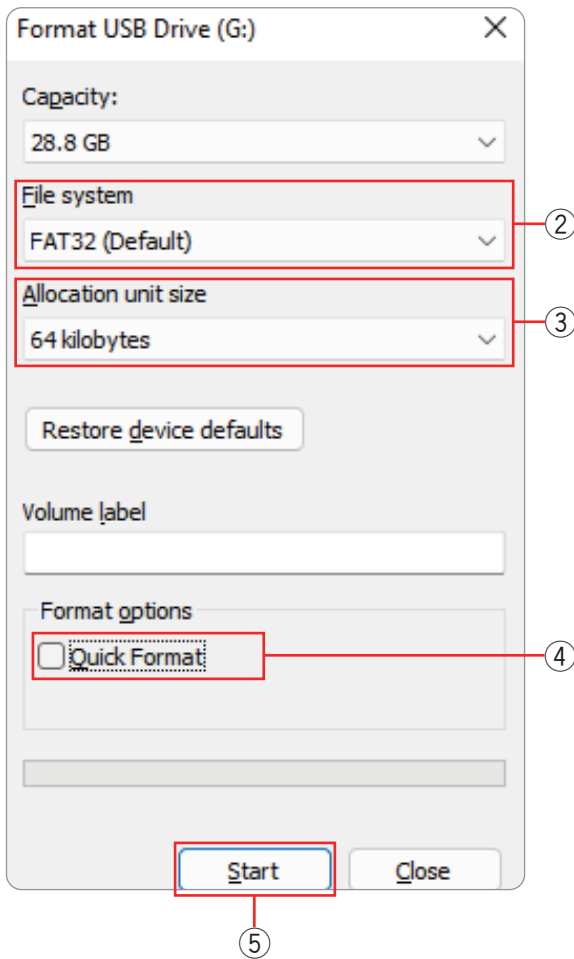 Format USB Drive (G:)
Capacity:
28.8 GB
File system
FAT32 (Default)
②
Allocation unit size
64 kilobytes
③
Restore device defaults
Volume label
Format options
Quick Format
④
Start
Close
⑤